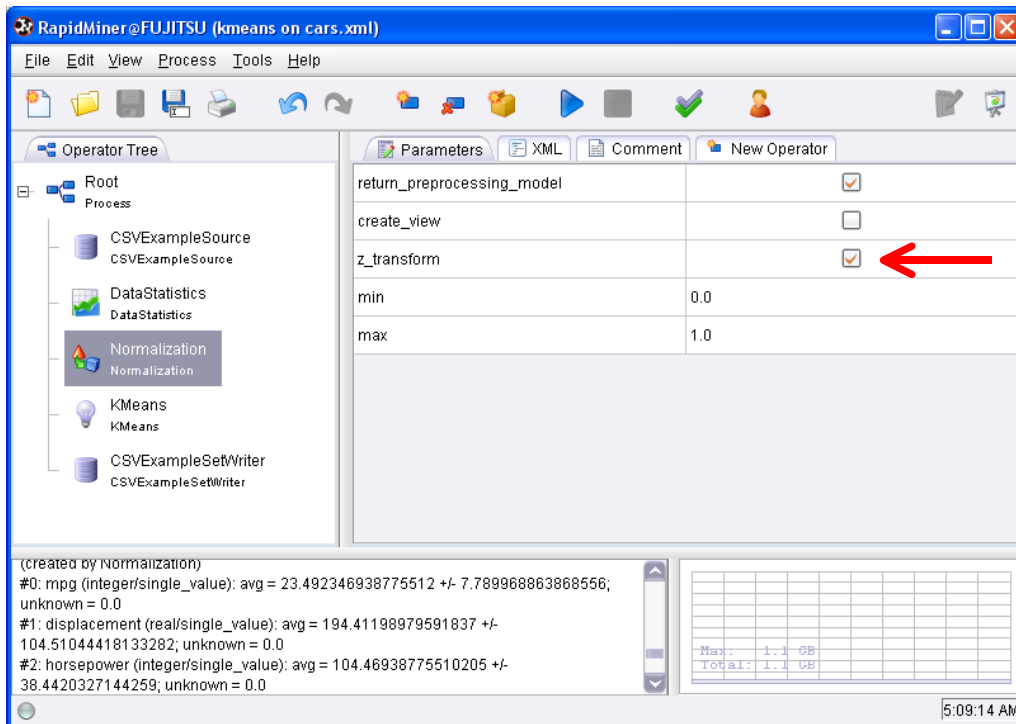 RapidMiner@FUJITSU (kmeans on cars.xml)
File Edit View Process Tools Help
Operator Tree
Parameters XML Comment New Operator
Root
Process
CSVExampleSource
CSVExampleSource
DataStatistics
DataStatistics
Normalization
Normalization
KMeans
KMeans
CSVExampleSetWriter
CSVExampleSetWriter
return_preprocessing_model
create_view
z_transform
min 0.0
max 1.0
(created by Normalization)
#0: mpg (integer/single_value): avg = 23.492346938775512 +/- 7.789968863868556;
unknown = 0.0
#1: displacement (real/single_value): avg = 194.41198979591837 +/-
104.51044418133282; unknown = 0.0
#2: horsepower (integer/single_value): avg = 104.46938775510205 +/-
38.4420327144259; unknown = 0.0
Max: 1.1 GB
Total: 1.1 GB
5:09:14 AM